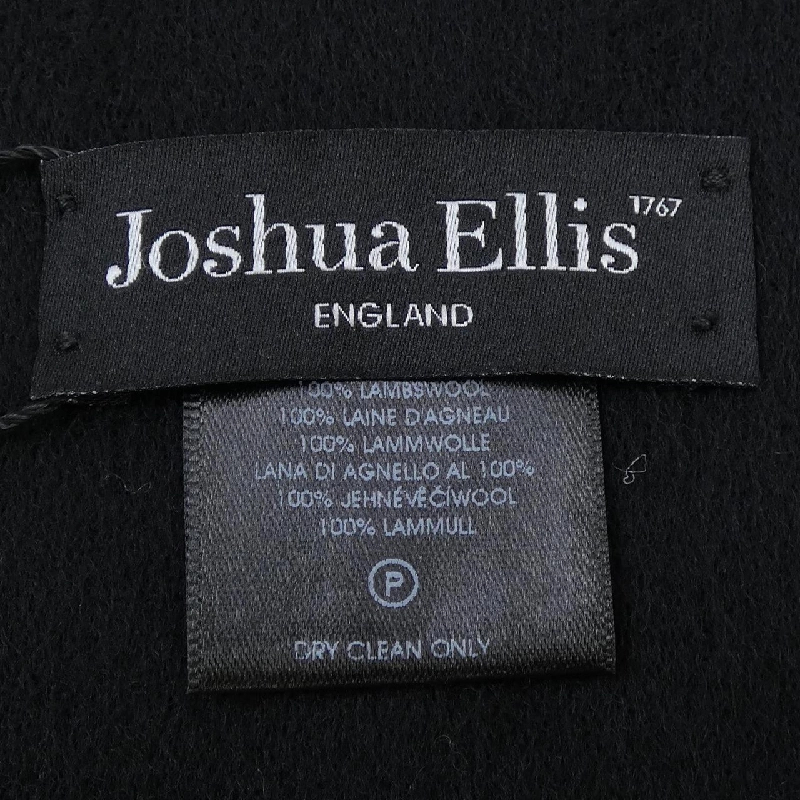 Joshua Ellis 1767
ENGLAND
100% LAMBSWOOL
100% LAINE D'AGNEAU
100% LAMMWOLLE
LANA DI AGNELLO AL 100%
100% JEHNĚVĚČÍWOOL
100% LAMMULL
P
DRY CLEAN ONLY